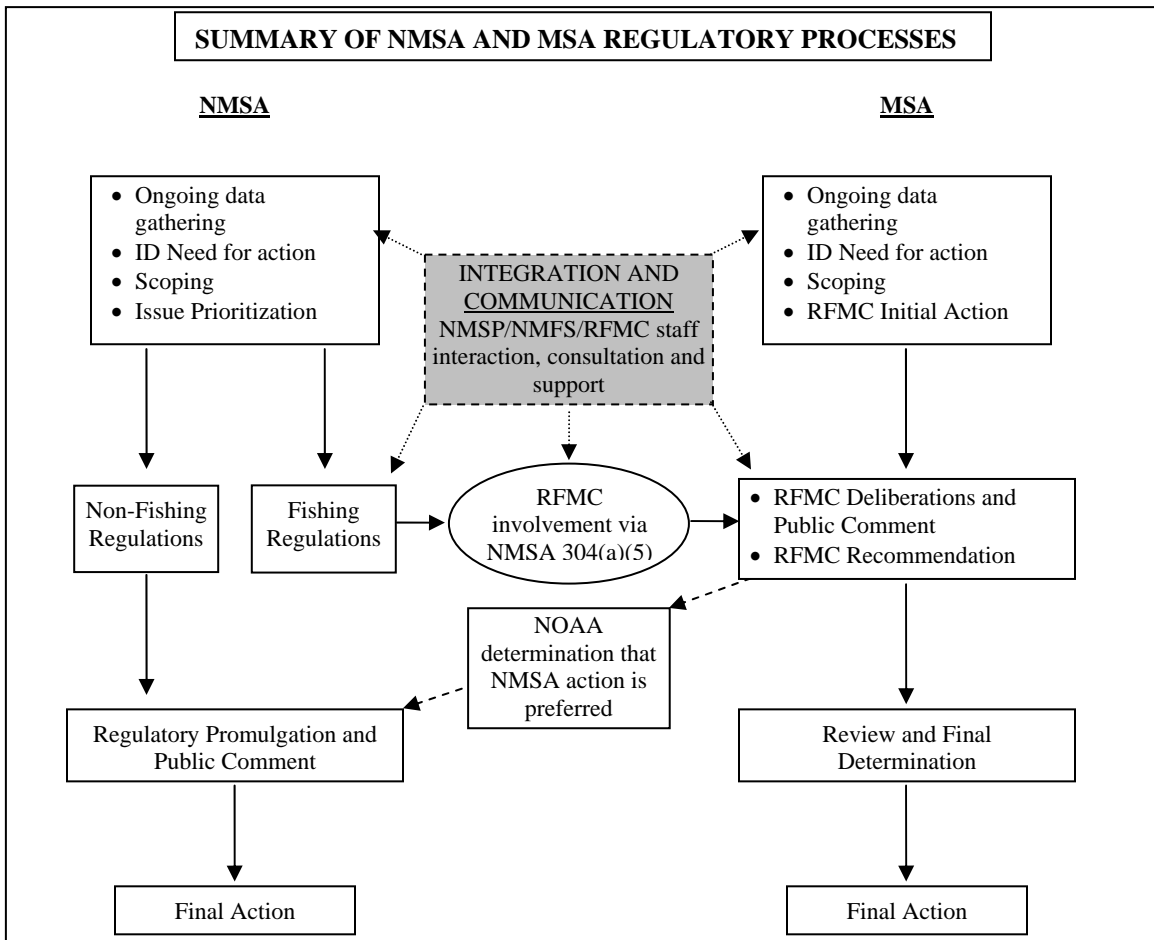 SUMMARY OF NMSA AND MSA REGULATORY PROCESSES
NMSA
MSA
• Ongoing data
gathering
• ID Need for action
• Scoping
• Issue Prioritization
INTEGRATION AND
COMMUNICATION
NMSP/NMFS/RFMC staff
interaction, consultation and
support
• Ongoing data
gathering
• ID Need for action
• Scoping
• RFMC Initial Action
Non-Fishing
Regulations
Fishing
Regulations
RFMC
involvement via
NMSA 304(a)(5)
• RFMC Deliberations and
Public Comment
• RFMC Recommendation
NOAA
determination that
NMSA action is
preferred
Regulatory Promulgation and
Public Comment
Review and Final
Determination
Final Action
Final Action